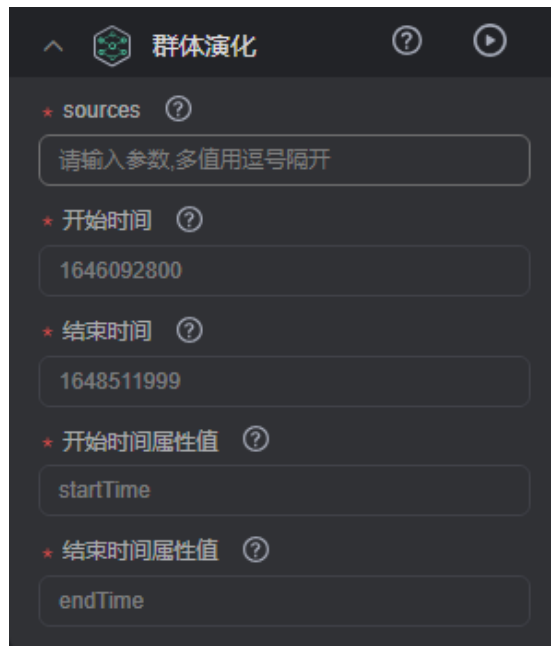 群体演化
* sources
请输入参数,多值用逗号隔开
* 开始时间
1646092800
* 结束时间
1648511999
* 开始时间属性值
startTime
* 结束时间属性值
endTime